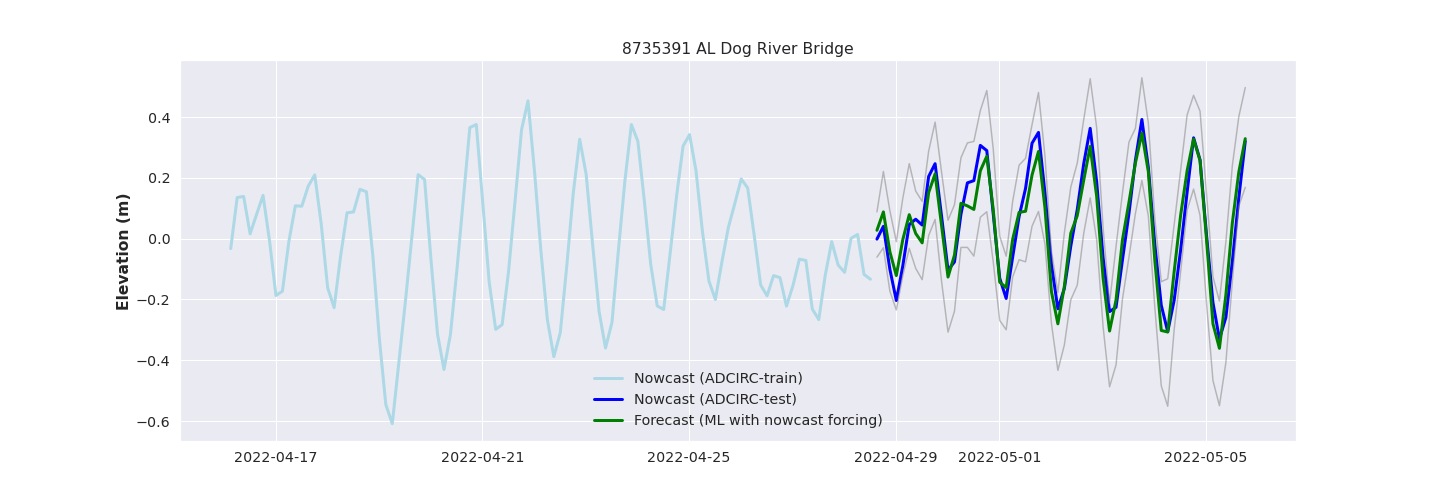 8735391 AL Dog River Bridge
Elevation (m)
0.4
0.2
0.0
−0.2
−0.4
−0.6
Nowcast (ADCIRC-train)
Nowcast (ADCIRC-test)
Forecast (ML with nowcast forcing)
2022-04-17
2022-04-21
2022-04-25
2022-04-29
2022-05-01
2022-05-05